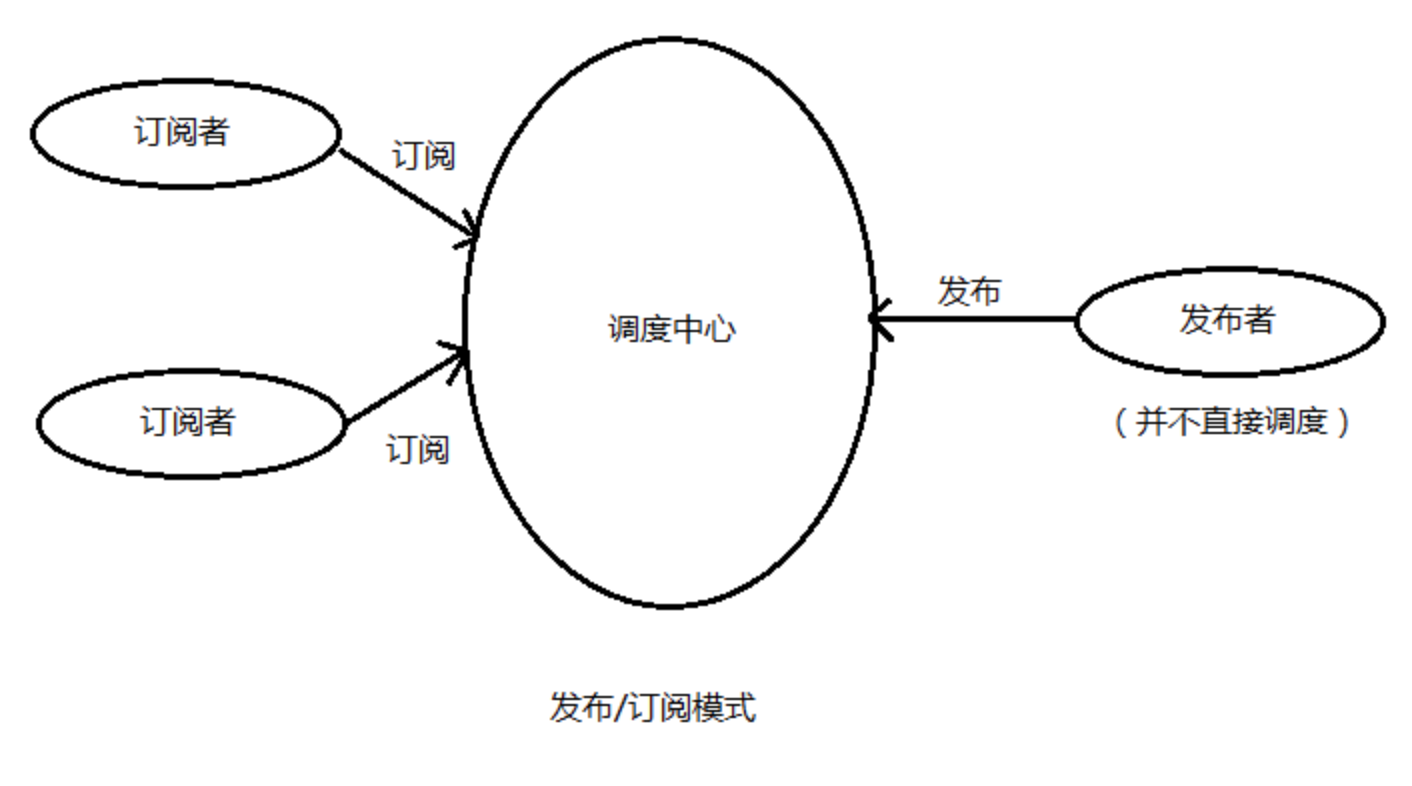 订阅者
订阅
调度中心
发布
发布者
（并不直接调度）
订阅者
订阅
发布/订阅模式